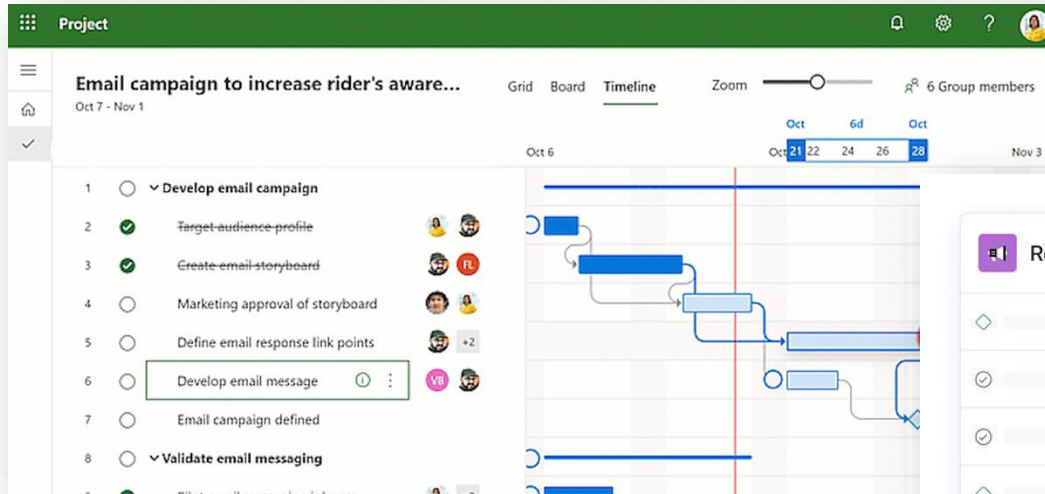 Project
Email campaign to increase rider's aware...
Oct 7 - Nov 1
Grid Board Timeline Zoom 6 Group members
Oct 6d Oct
Oct 6 Oct 21 22 24 26 28 Nov 3
1 Develop email campaign
2 Target audience profile
3 Create email storyboard FL
4 Marketing approval of storyboard
5 Define email response link points +2
6 Develop email message VB
7 Email campaign defined
8 Validate email messaging